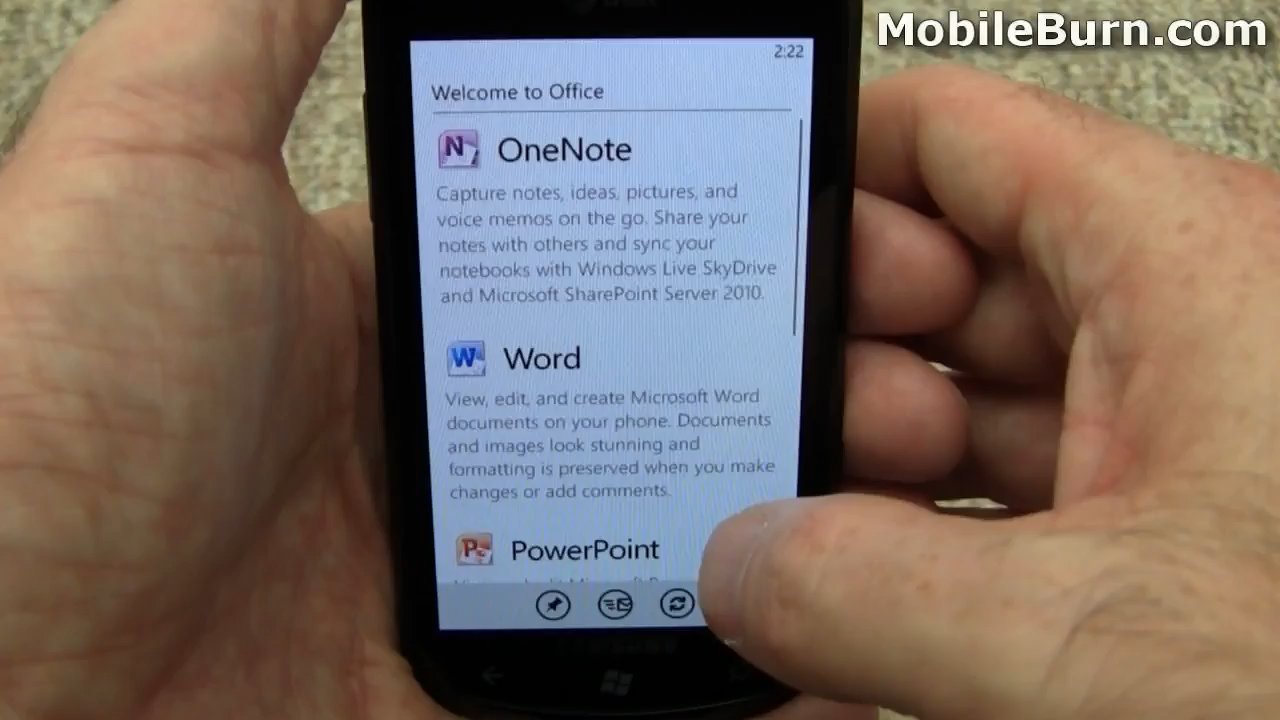 MobileBurn.com
2:22
Welcome to Office
OneNote
Capture notes, ideas, pictures, and
voice memos on the go. Share your
notes with others and sync your
notebooks with Windows Live SkyDrive
and Microsoft SharePoint Server 2010.
Word
View, edit, and create Microsoft Word
documents on your phone. Documents
and images look stunning and
formatting is preserved when you make
changes or add comments.
PowerPoint